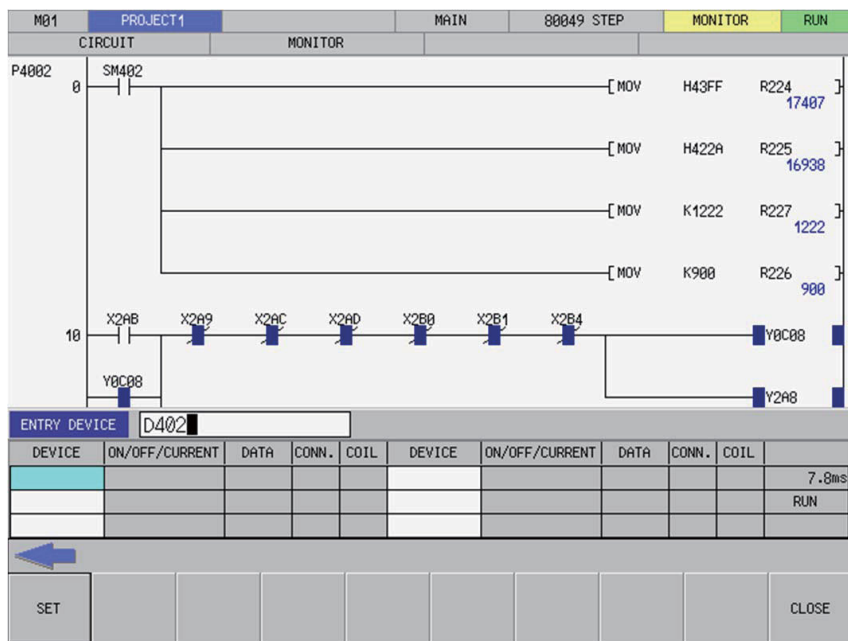 M01 PROJECT1 MAIN 80049 STEP MONITOR RUN
CIRCUIT MONITOR
P4002 SM402
0 MOV H43FF R224
17407
MOV H422A R225
16938
MOV K1222 R227
1222
MOV K900 R226
900
X2AB X2A9 X2AC X2AD X2B0 X2B1 X2B4
10 Y0C08
Y0C08
Y2A8
ENTRY DEVICE D402
DEVICE ON/OFF/CURRENT DATA CONN. COIL DEVICE ON/OFF/CURRENT DATA CONN. COIL
7.8ms
RUN
SET CLOSE